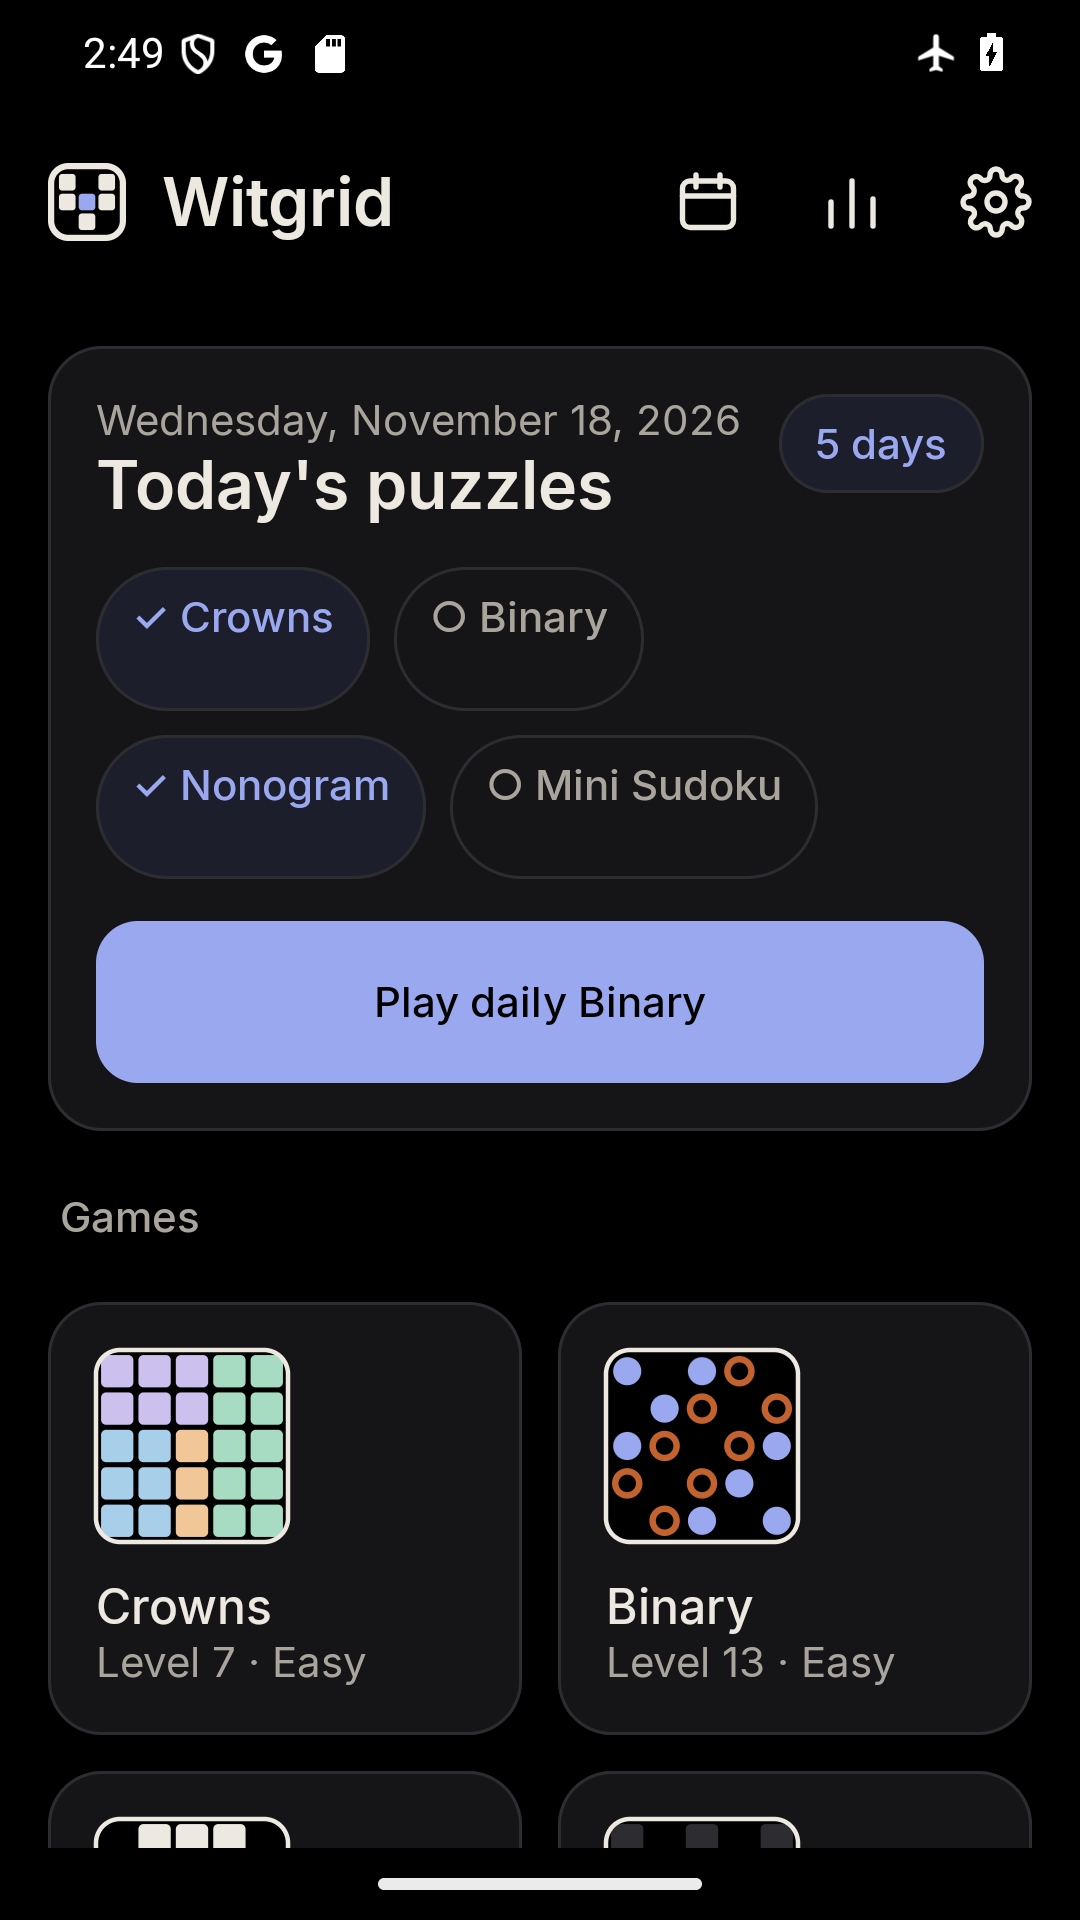 2:49
Witgrid
Wednesday, November 18, 2026
5 days
Today's puzzles
Crowns
Binary
Nonogram
Mini Sudoku
Play daily Binary
Games
Crowns
Level 7 · Easy
Binary
Level 13 · Easy